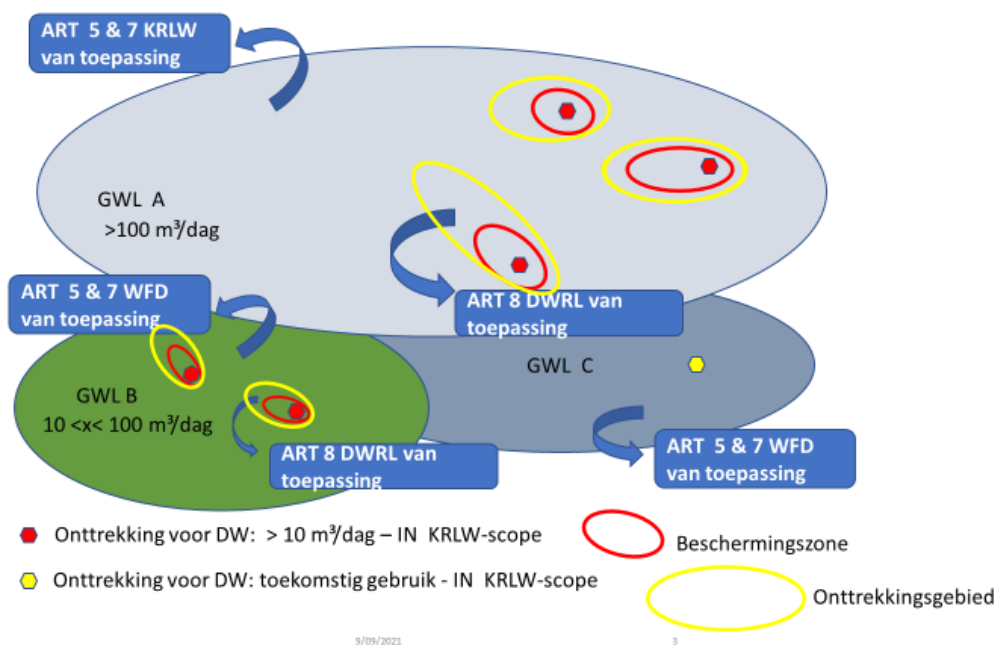 ART 5 & 7 KRLW
van toepassing
GWL A
>100 m³/dag
ART 5 & 7 WFD
van toepassing
ART 8 DWRL van
toepassing
GWL C
GWL B
10 <x< 100 m³/dag
ART 8 DWRL van
toepassing
ART 5 & 7 WFD
van toepassing
Onttrekking voor DW: > 10 m³/dag – IN KRLW-scope
Beschermingszone
Onttrekking voor DW: toekomstig gebruik - IN KRLW-scope
Onttrekkingsgebied
9/09/2021
3